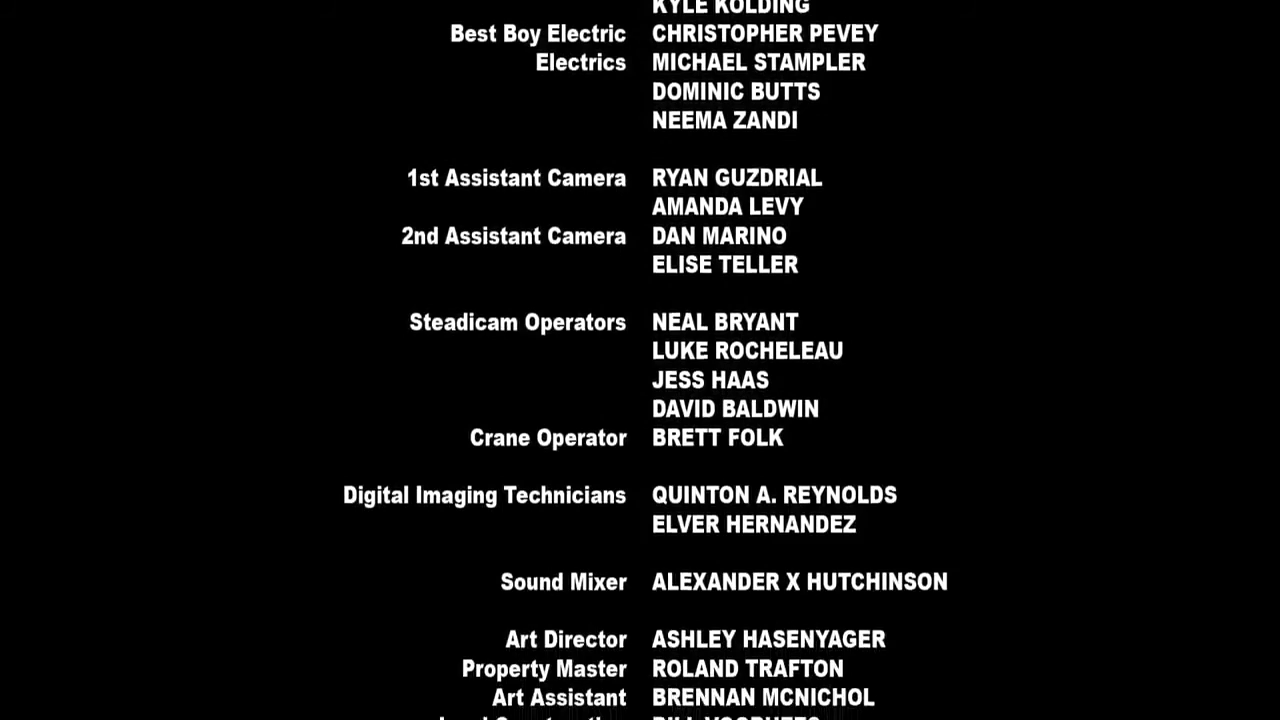 KYLE KOLDING
Best Boy Electric CHRISTOPHER PEVEY
Electrics MICHAEL STAMPLER
DOMINIC BUTTS
NEEMA ZANDI
1st Assistant Camera RYAN GUZDRIAL
AMANDA LEVY
2nd Assistant Camera DAN MARINO
ELISE TELLER
Steadicam Operators NEAL BRYANT
LUKE ROCHELEAU
JESS HAAS
DAVID BALDWIN
Crane Operator BRETT FOLK
Digital Imaging Technicians QUINTON A. REYNOLDS
ELVER HERNANDEZ
Sound Mixer ALEXANDER X HUTCHINSON
Art Director ASHLEY HASENYAGER
Property Master ROLAND TRAFTON
Art Assistant BRENNAN MCNICHOL